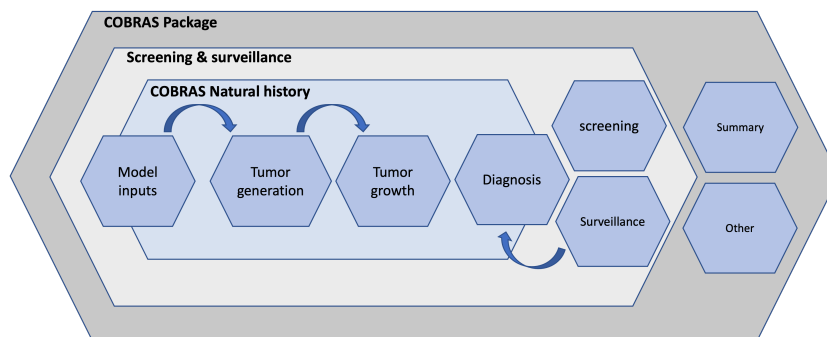 COBRAS Package
Screening & surveillance
COBRAS Natural history
Model
inputs
Tumor
generation
Tumor
growth
Diagnosis
screening
Surveillance
Summary
Other